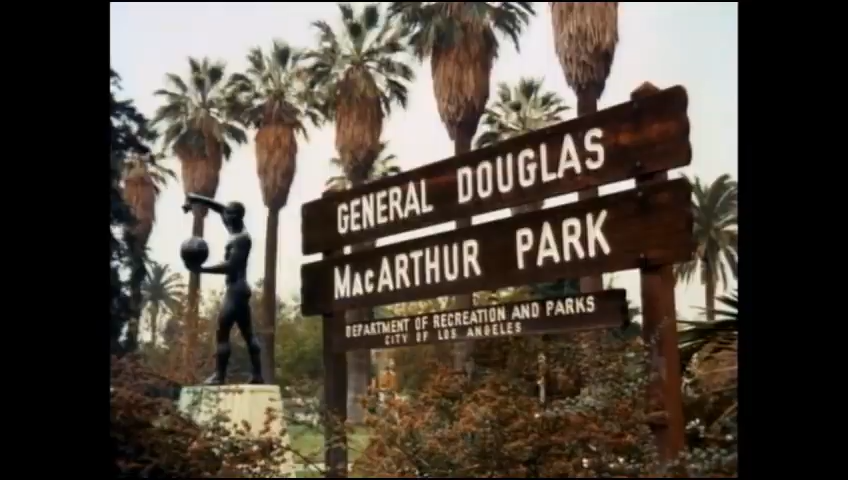 GENERAL DOUGLAS
MacARTHUR PARK
DEPARTMENT OF RECREATION AND PARKS
CITY OF LOS ANGELES